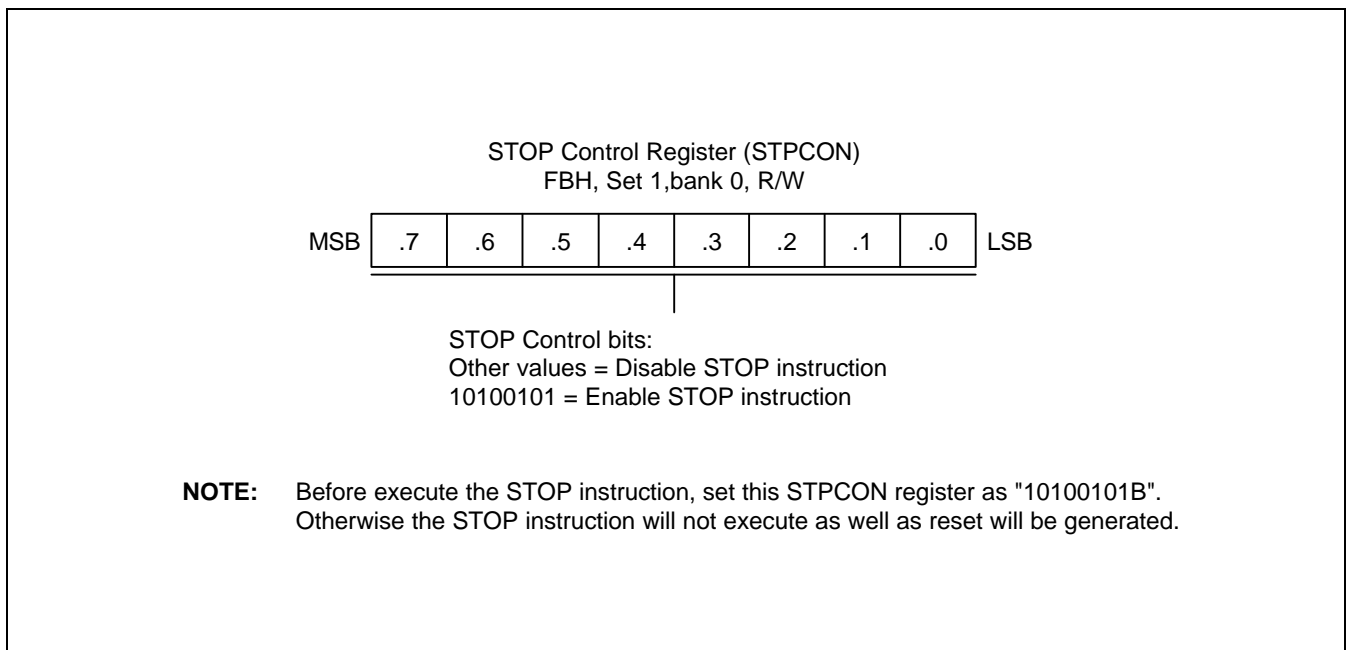 STOP Control Register (STPCON)
FBH, Set 1,bank 0, R/W
MSB .7 .6 .5 .4 .3 .2 .1 .0 LSB
STOP Control bits:
Other values = Disable STOP instruction
10100101 = Enable STOP instruction
NOTE: Before execute the STOP instruction, set this STPCON register as "10100101B".
Otherwise the STOP instruction will not execute as well as reset will be generated.